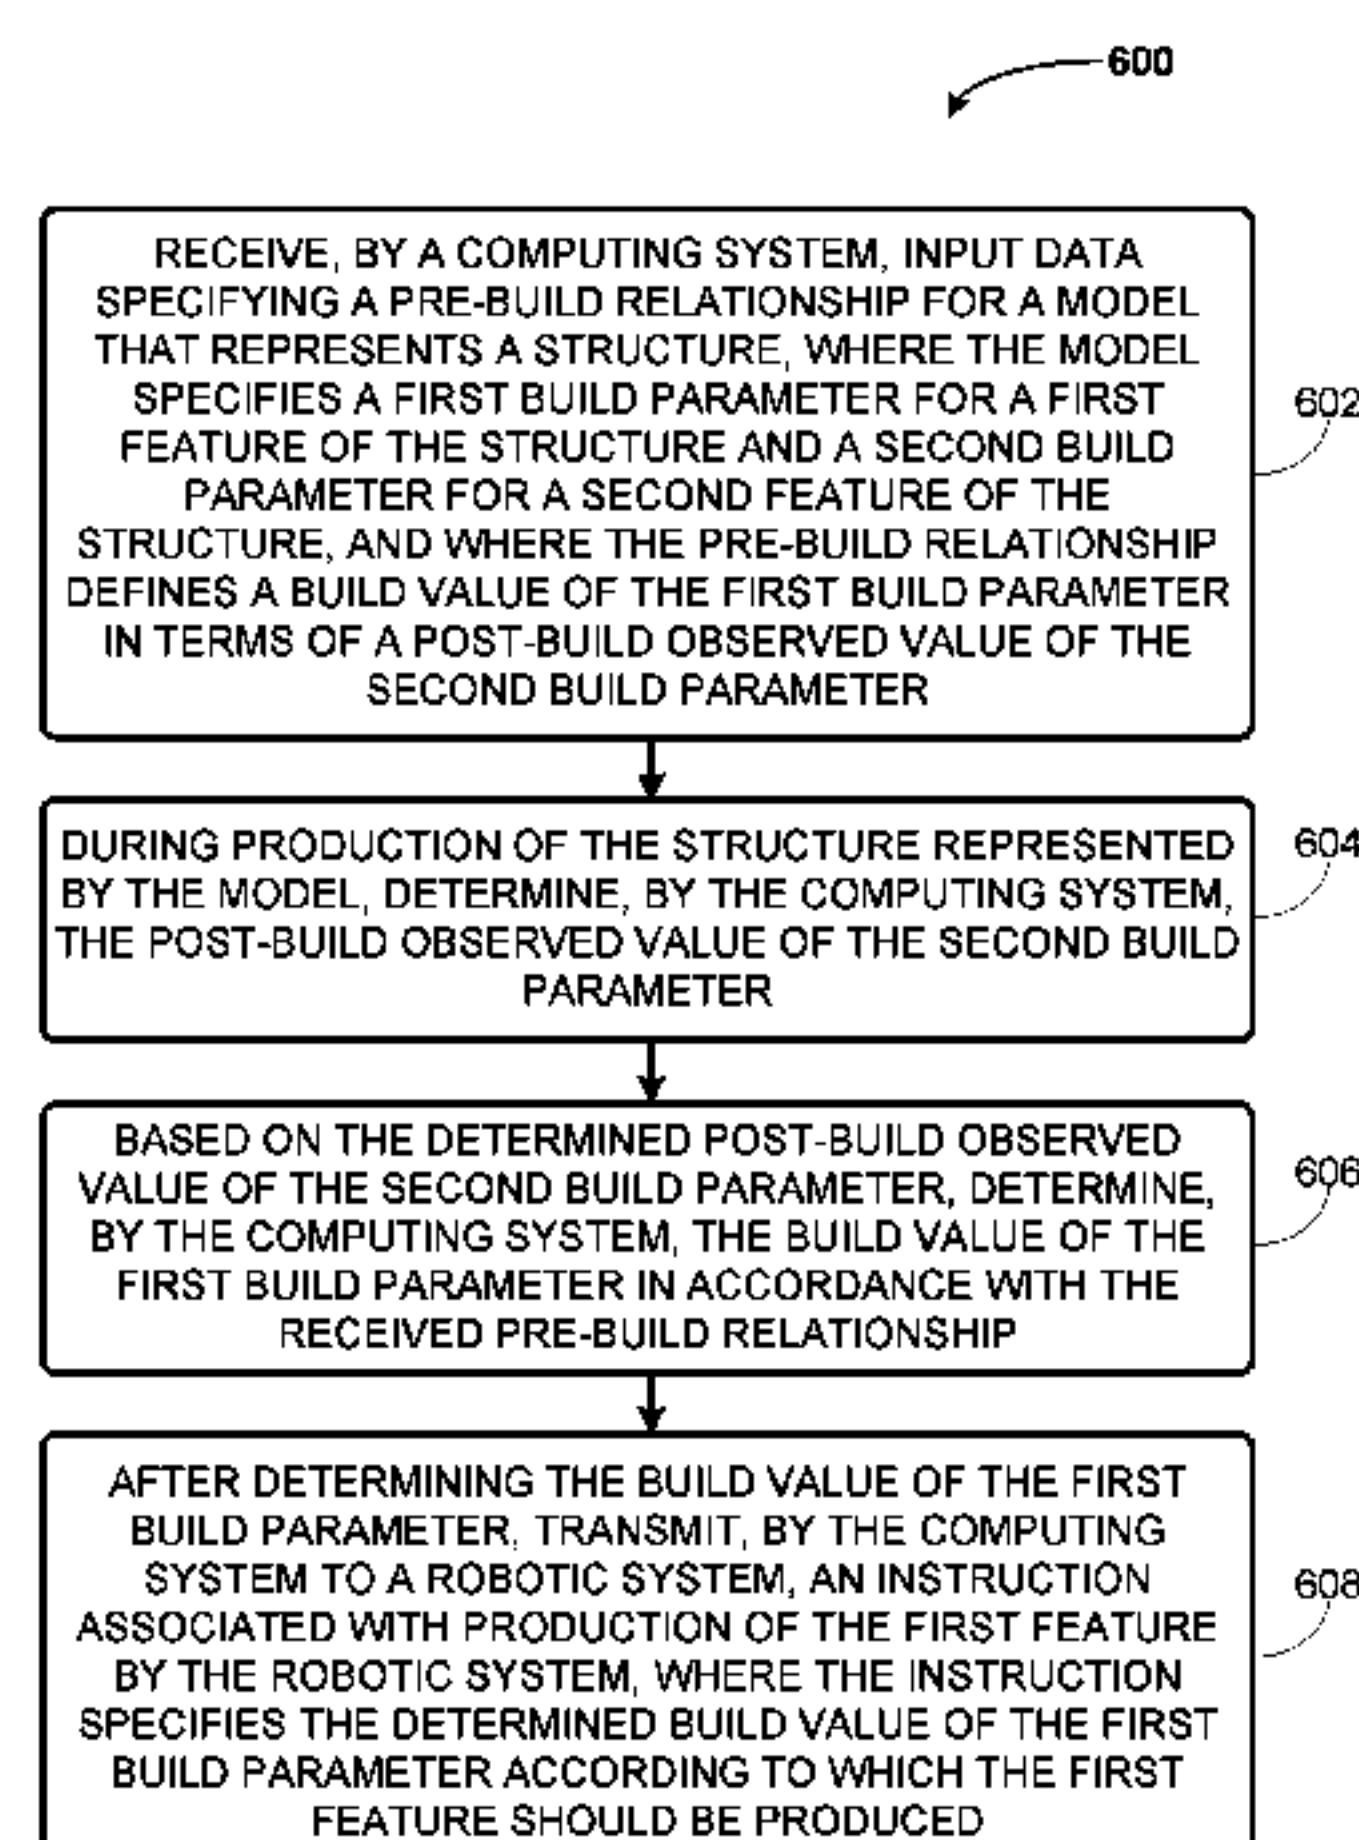 600
RECEIVE, BY A COMPUTING SYSTEM, INPUT DATA
SPECIFYING A PRE-BUILD RELATIONSHIP FOR A MODEL
THAT REPRESENTS A STRUCTURE, WHERE THE MODEL
SPECIFIES A FIRST BUILD PARAMETER FOR A FIRST
FEATURE OF THE STRUCTURE AND A SECOND BUILD
PARAMETER FOR A SECOND FEATURE OF THE
STRUCTURE, AND WHERE THE PRE-BUILD RELATIONSHIP
DEFINES A BUILD VALUE OF THE FIRST BUILD PARAMETER
IN TERMS OF A POST-BUILD OBSERVED VALUE OF THE
SECOND BUILD PARAMETER
602
DURING PRODUCTION OF THE STRUCTURE REPRESENTED
BY THE MODEL, DETERMINE, BY THE COMPUTING SYSTEM,
THE POST-BUILD OBSERVED VALUE OF THE SECOND BUILD
PARAMETER
604
BASED ON THE DETERMINED POST-BUILD OBSERVED
VALUE OF THE SECOND BUILD PARAMETER, DETERMINE,
BY THE COMPUTING SYSTEM, THE BUILD VALUE OF THE
FIRST BUILD PARAMETER IN ACCORDANCE WITH THE
RECEIVED PRE-BUILD RELATIONSHIP
606
AFTER DETERMINING THE BUILD VALUE OF THE FIRST
BUILD PARAMETER, TRANSMIT, BY THE COMPUTING
SYSTEM TO A ROBOTIC SYSTEM, AN INSTRUCTION
ASSOCIATED WITH PRODUCTION OF THE FIRST FEATURE
BY THE ROBOTIC SYSTEM, WHERE THE INSTRUCTION
SPECIFIES THE DETERMINED BUILD VALUE OF THE FIRST
BUILD PARAMETER ACCORDING TO WHICH THE FIRST
FEATURE SHOULD BE PRODUCED
608